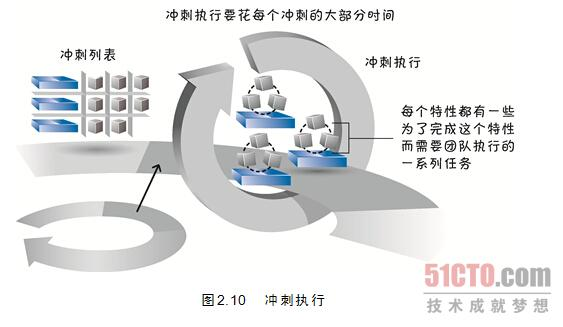 冲刺执行要花每个冲刺的大部分时间
冲刺列表
冲刺执行
每个特性都有一些
为了完成这个特性
而需要团队执行的
一系列任务
51CTO.com
技术成就梦想
图2.10 冲刺执行